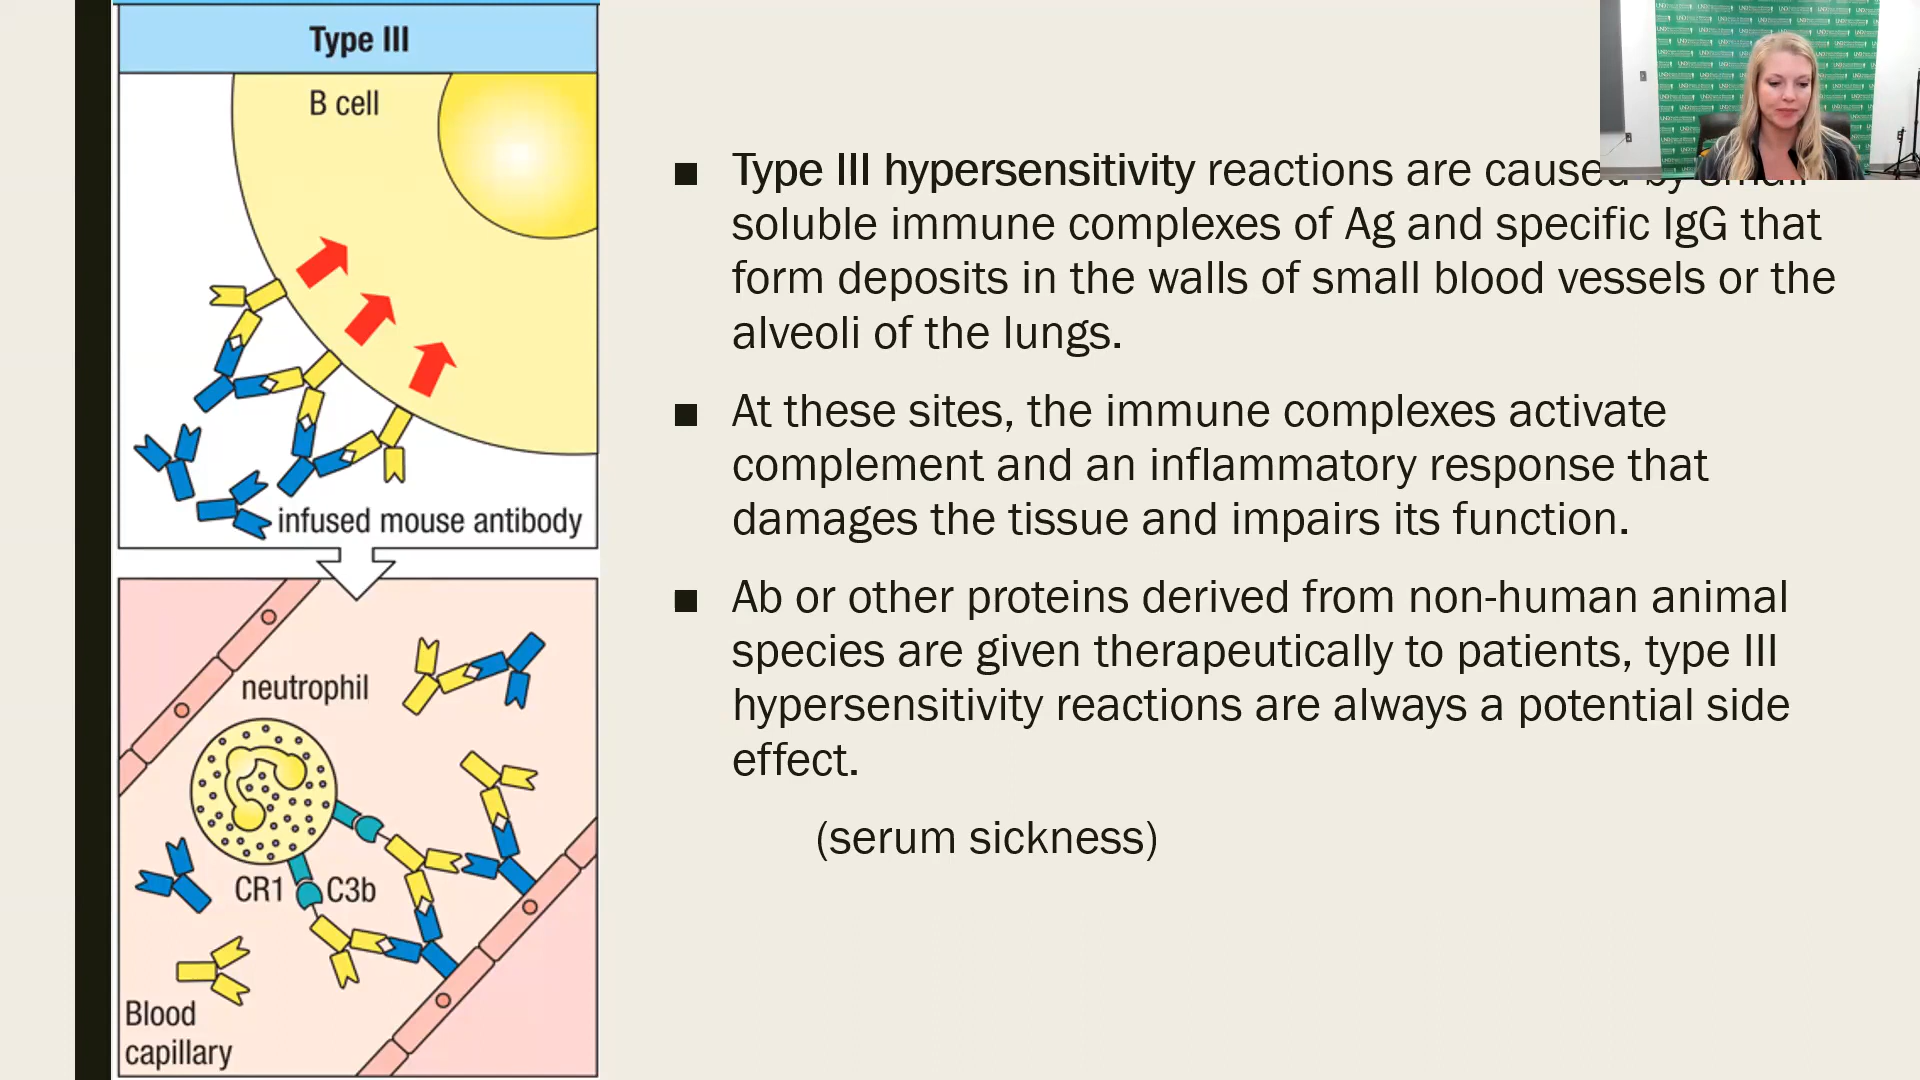 Type III
B cell
infused mouse antibody
neutrophil
CR1
C3b
Blood
capillary
■ Type III hypersensitivity reactions are caused by small
soluble immune complexes of Ag and specific IgG that
form deposits in the walls of small blood vessels or the
alveoli of the lungs.
■ At these sites, the immune complexes activate
complement and an inflammatory response that
damages the tissue and impairs its function.
■ Ab or other proteins derived from non-human animal
species are given therapeutically to patients, type III
hypersensitivity reactions are always a potential side
effect.
(serum sickness)